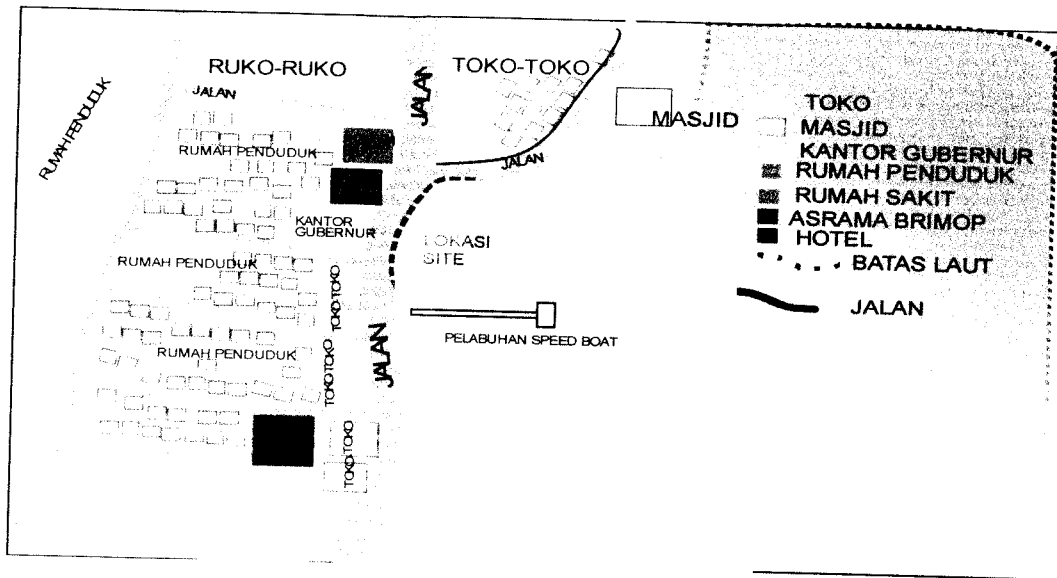 RUKO-RUKO
TOKO-TOKO
JALAN
JALAN
RUMAH PENDUDUK
RUMAH PENDUDUK
JALAN
MASJID
KANTOR
GUBERNUR
LOKASI
SITE
RUMAH PENDUDUK
TOKO-TOKO
PELABUHAN SPEED BOAT
JALAN
RUMAH PENDUDUK
TOKO-TOKO
TOKO-TOKO
TOKO
MASJID
KANTOR GUBERNUR
RUMAH PENDUDUK
RUMAH SAKIT
ASRAMA BRIMOP
HOTEL
BATAS LAUT
JALAN